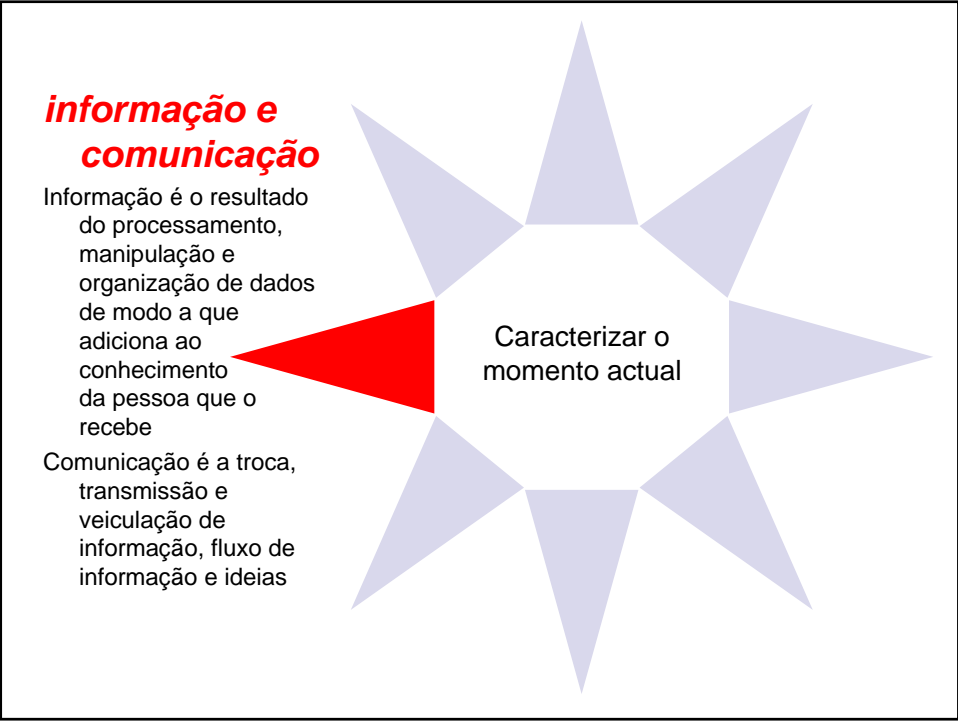 informação e
comunicação
Informação é o resultado
do processamento,
manipulação e
organização de dados
de modo a que
adiciona ao
conhecimento
da pessoa que o
recebe
Comunicação é a troca,
transmissão e
veiculação de
informação, fluxo de
informação e ideias
Caracterizar o
momento actual